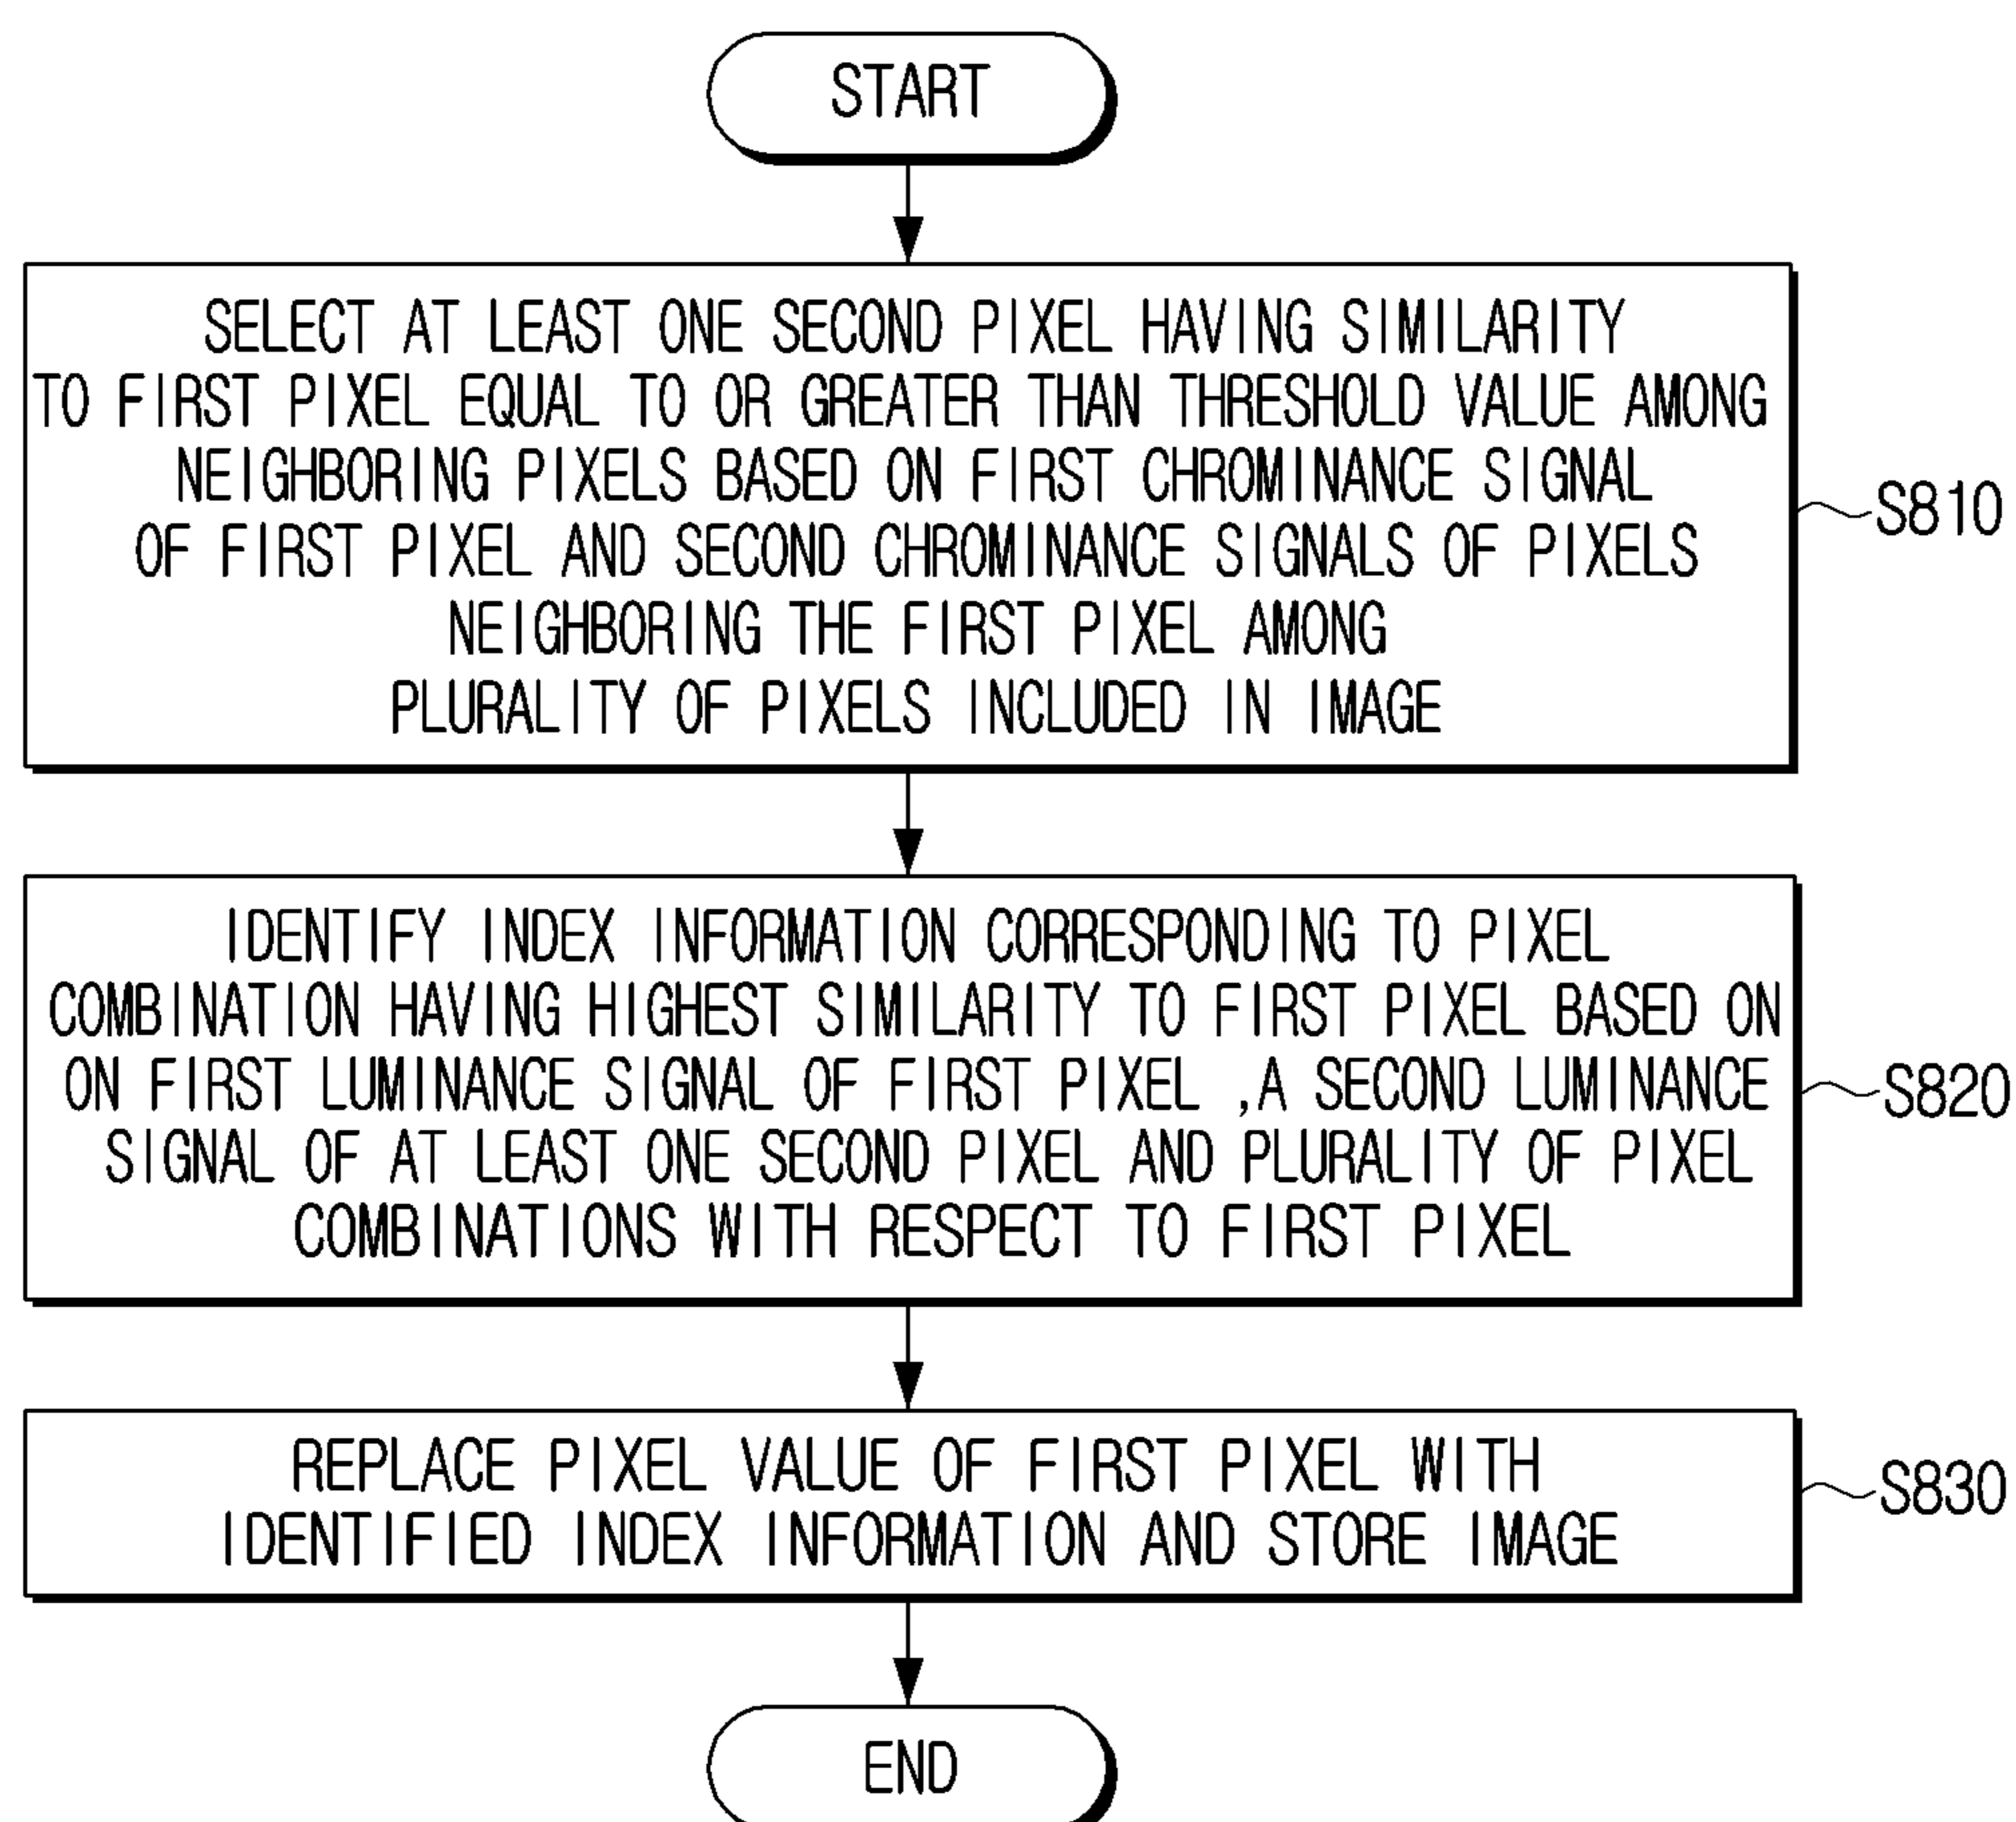 START
SELECT AT LEAST ONE SECOND PIXEL HAVING SIMILARITY
TO FIRST PIXEL EQUAL TO OR GREATER THAN THRESHOLD VALUE AMONG
NEIGHBORING PIXELS BASED ON FIRST CHROMINANCE SIGNAL
OF FIRST PIXEL AND SECOND CHROMINANCE SIGNALS OF PIXELS
NEIGHBORING THE FIRST PIXEL AMONG
PLURALITY OF PIXELS INCLUDED IN IMAGE
S810
IDENTIFY INDEX INFORMATION CORRESPONDING TO PIXEL
COMBINATION HAVING HIGHEST SIMILARITY TO FIRST PIXEL BASED ON
ON FIRST LUMINANCE SIGNAL OF FIRST PIXEL ,A SECOND LUMINANCE
SIGNAL OF AT LEAST ONE SECOND PIXEL AND PLURALITY OF PIXEL
COMBINATIONS WITH RESPECT TO FIRST PIXEL
S820
REPLACE PIXEL VALUE OF FIRST PIXEL WITH
IDENTIFIED INDEX INFORMATION AND STORE IMAGE
S830
END